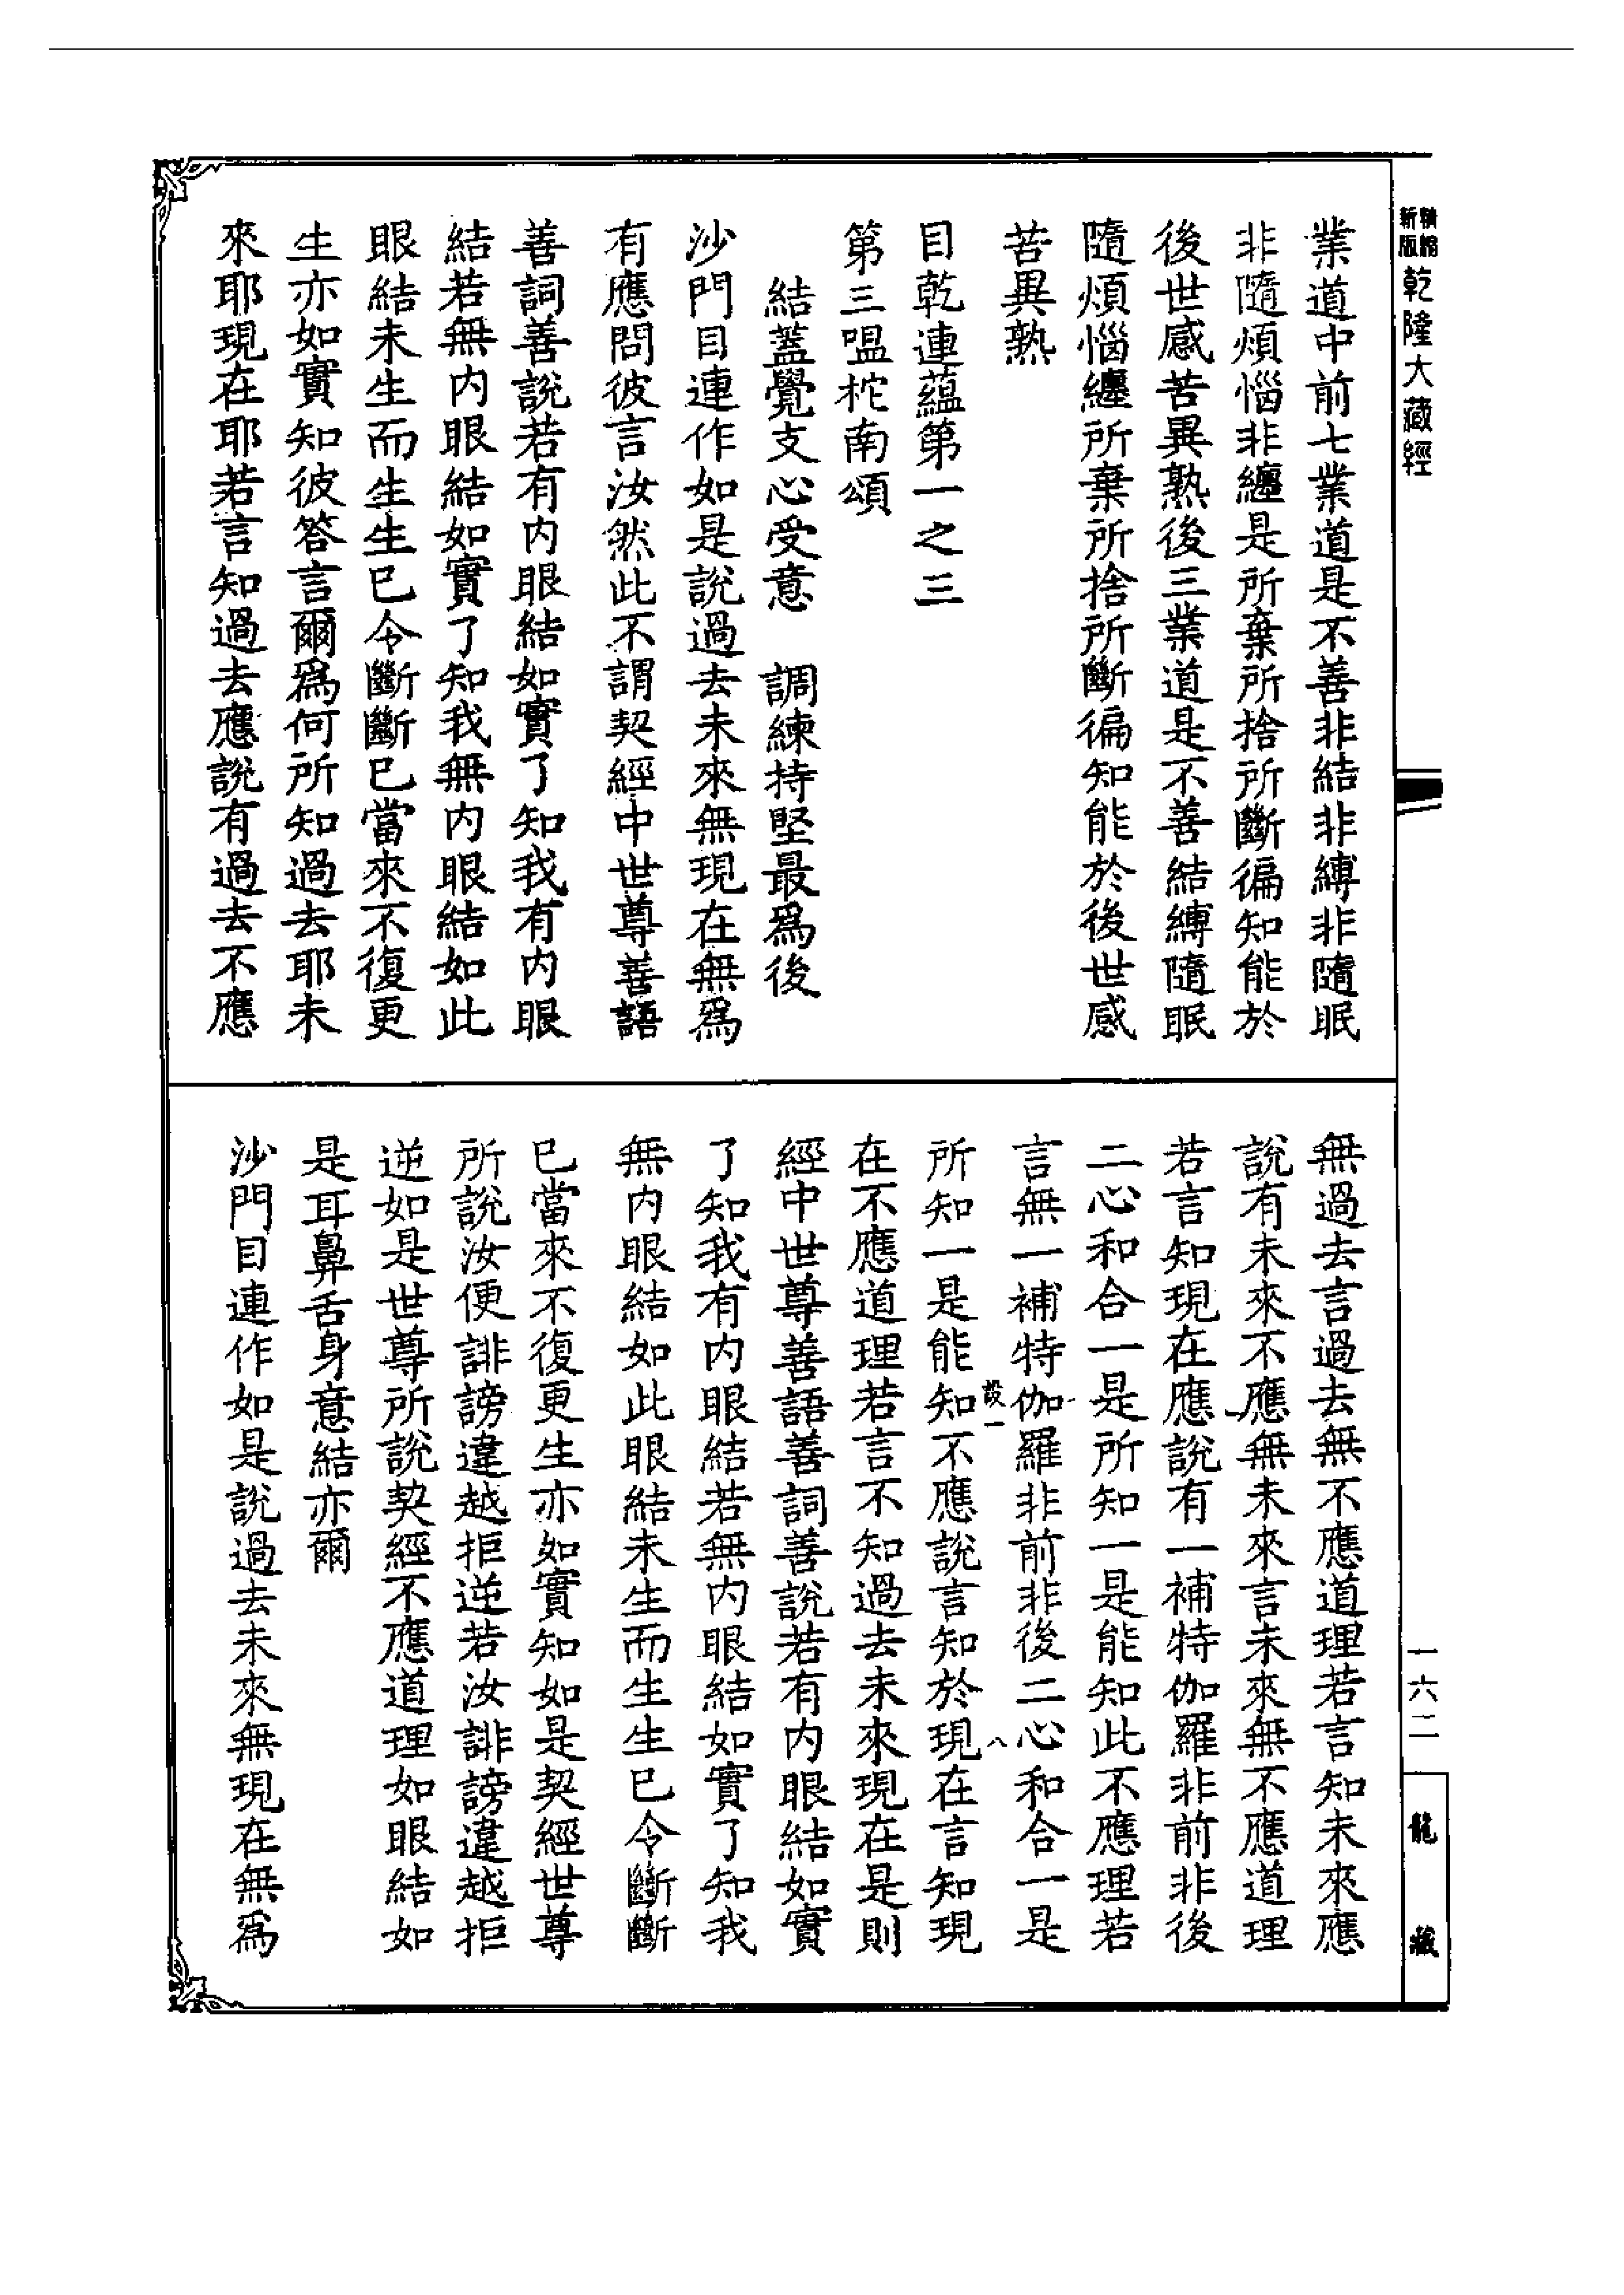 精縮
新版
乾隆大藏經
業道中前七業道是不善非結非縛非隨眠
非隨煩惱非纏是所棄所捨所斷徧知能於
後世感苦異熟後三業道是不善結縛隨眠
隨煩惱纏所棄所捨所斷徧知能於後世感
苦異熟
目乾連蘊第一之三
第三嗢柁南頌
結蓋覺支心受意　調練持堅最爲後
沙門目連作如是說過去未來無現在無爲
有應問彼言汝然此不謂契經中世尊善語
善詞善說若有内眼結如實了知我有内眼
結若無内眼結如實了知我無内眼結如此
眼結未生而生生已令斷斷已當來不復更
生亦如實知彼答言爾爲何所知過去耶未
來耶現在耶若言知過去應說有過去不應
無過去言過去無不應道理若言知未來應
說有未來不應無未來言未來無不應道理
若言知現在應說有一補特伽羅非前非後
二心和合一是所知一是能知此不應理若
言無一補特伽羅非前非後二心和合一是
設一
八
所知一是能知不應說言知於現在言知現
在不應道理若言不知過去未來現在是則
經中世尊善語善詞善說若有内眼結如實
了知我有内眼結若無内眼結如實了知我
無内眼結如此眼結未生而生生已令斷斷
已當來不復更生亦如實知如是契經世尊
所說汝便誹謗違越拒逆若汝誹謗違越拒
逆如是世尊所說契經不應道理如眼結如
是耳鼻舌身意結亦爾
沙門目連作如是說過去未來無現在無爲
一六二
龍藏